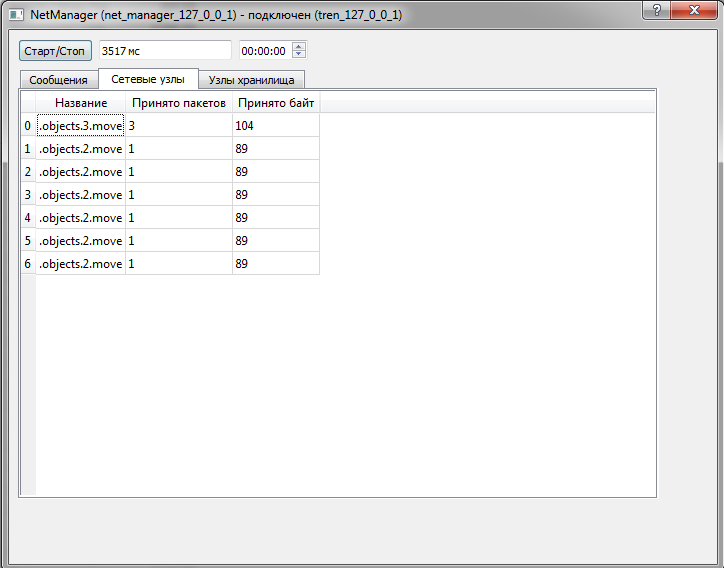 NetManager (net_manager_127_0_0_1) - подключен (tren_127_0_0_1)
Старт/Стоп 3517 мс 00:00:00
Сообщения Сетевые узлы Узлы хранилища
Название Принято пакетов Принято байт
0 .objects.3.move 3 104
1 .objects.2.move 1 89
2 .objects.2.move 1 89
3 .objects.2.move 1 89
4 .objects.2.move 1 89
5 .objects.2.move 1 89
6 .objects.2.move 1 89